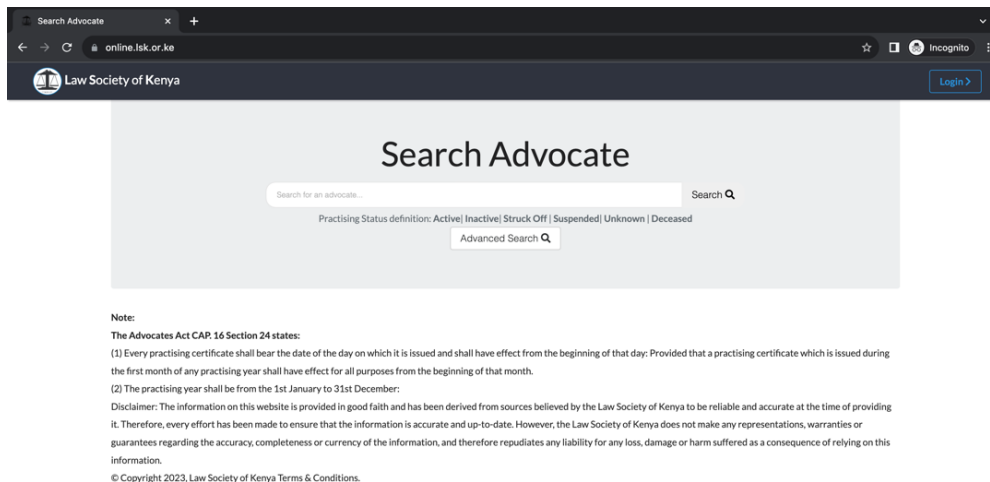 Search Advocate
online.lsk.or.ke
Incognito
Law Society of Kenya
Login
Search Advocate
Search for an advocate...
Search
Practising Status definition: Active| Inactive| Struck Off | Suspended| Unknown | Deceased
Advanced Search
Note:
The Advocates Act CAP. 16 Section 24 states:
(1) Every practising certificate shall bear the date of the day on which it is issued and shall have effect from the beginning of that day: Provided that a practising certificate which is issued during
the first month of any practising year shall have effect for all purposes from the beginning of that month.
(2) The practising year shall be from the 1st January to 31st December:
Disclaimer: The information on this website is provided in good faith and has been derived from sources believed by the Law Society of Kenya to be reliable and accurate at the time of providing
it. Therefore, every effort has been made to ensure that the information is accurate and up-to-date. However, the Law Society of Kenya does not make any representations, warranties or
guarantees regarding the accuracy, completeness or currency of the information, and therefore repudiates any liability for any loss, damage or harm suffered as a consequence of relying on this
information.
© Copyright 2023, Law Society of Kenya Terms & Conditions.